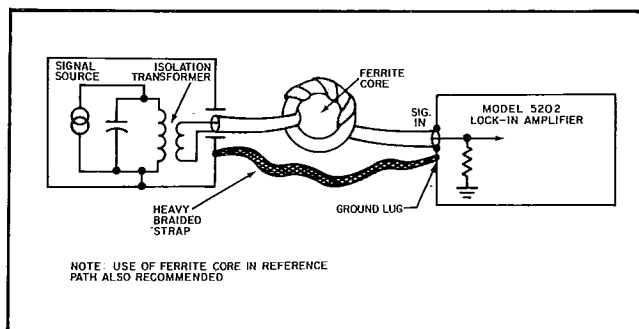 SIGNAL
SOURCE
ISOLATION
TRANSFORMER
FERRITE
CORE
SIG.
IN
MODEL 5202
LOCK-IN AMPLIFIER
HEAVY
BRAIDED
STRAP
GROUND LUG
NOTE: USE OF FERRITE CORE IN REFERENCE
PATH ALSO RECOMMENDED